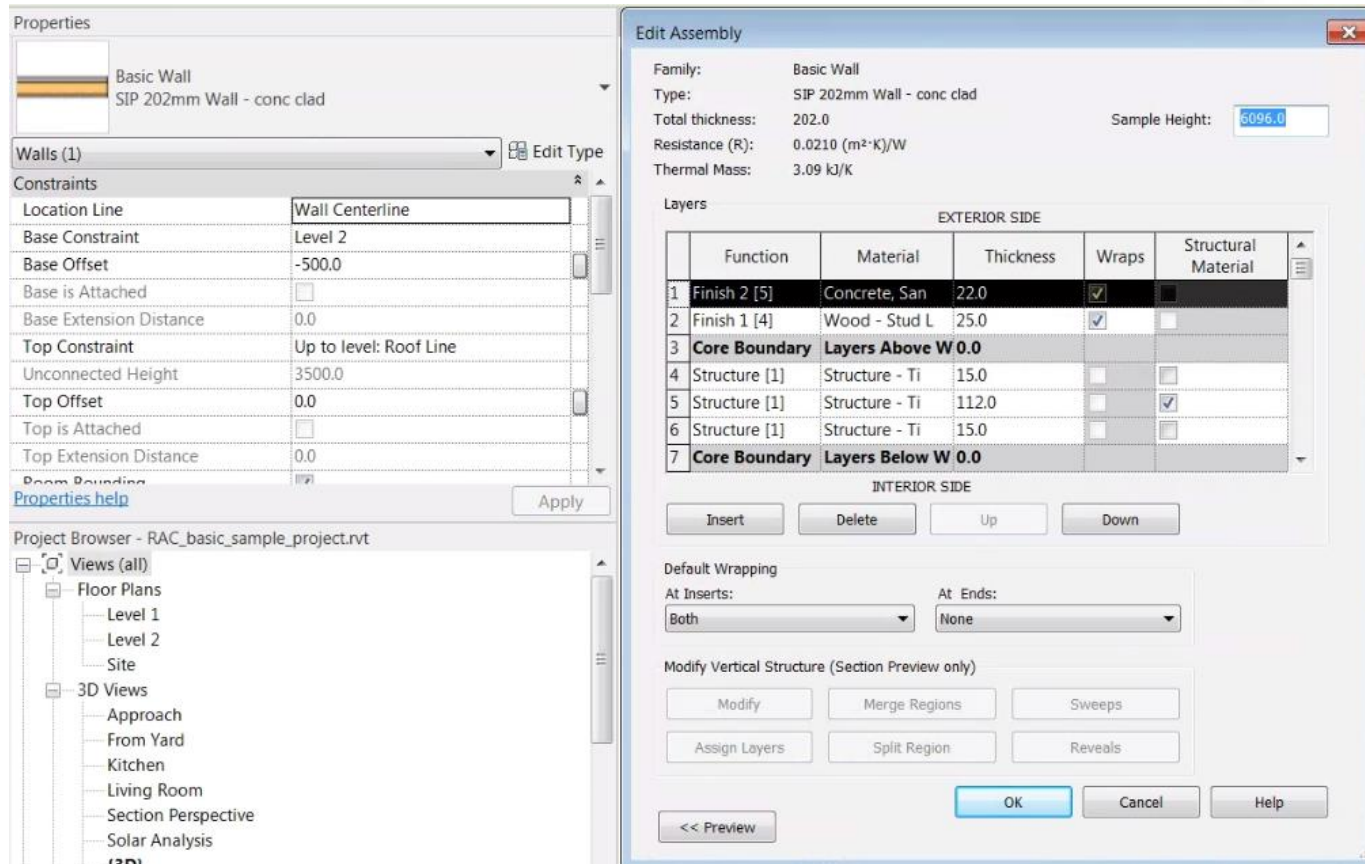 Properties
Basic Wall
SIP 202mm Wall - conc clad
Walls (1)
Edit Type
Constraints
Location Line Wall Centerline
Base Constraint Level 2
Base Offset -500.0
Base is Attached
Base Extension Distance 0.0
Top Constraint Up to level: Roof Line
Unconnected Height 3500.0
Top Offset 0.0
Top is Attached
Top Extension Distance 0.0
Room Bounding
Properties help
Apply
Project Browser - RAC_basic_sample_project.rvt
Views (all)
Floor Plans
Level 1
Level 2
Site
3D Views
Approach
From Yard
Kitchen
Living Room
Section Perspective
Solar Analysis
(3D)
Edit Assembly
Family: Basic Wall
Type: SIP 202mm Wall - conc clad
Total thickness: 202.0
Sample Height: 6096.0
Resistance (R): 0.0210 (m²·K)/W
Thermal Mass: 3.09 kJ/K
Layers
EXTERIOR SIDE
Function Material Thickness Wraps Structural Material
1 Finish 2 [5] Concrete, San 22.0
2 Finish 1 [4] Wood - Stud L 25.0
3 Core Boundary Layers Above W 0.0
4 Structure [1] Structure - Ti 15.0
5 Structure [1] Structure - Ti 112.0
6 Structure [1] Structure - Ti 15.0
7 Core Boundary Layers Below W 0.0
INTERIOR SIDE
Insert Delete Up Down
Default Wrapping
At Inserts: At Ends:
Both None
Modify Vertical Structure (Section Preview only)
Modify Merge Regions Sweeps
Assign Layers Split Region Reveals
OK Cancel Help
<< Preview